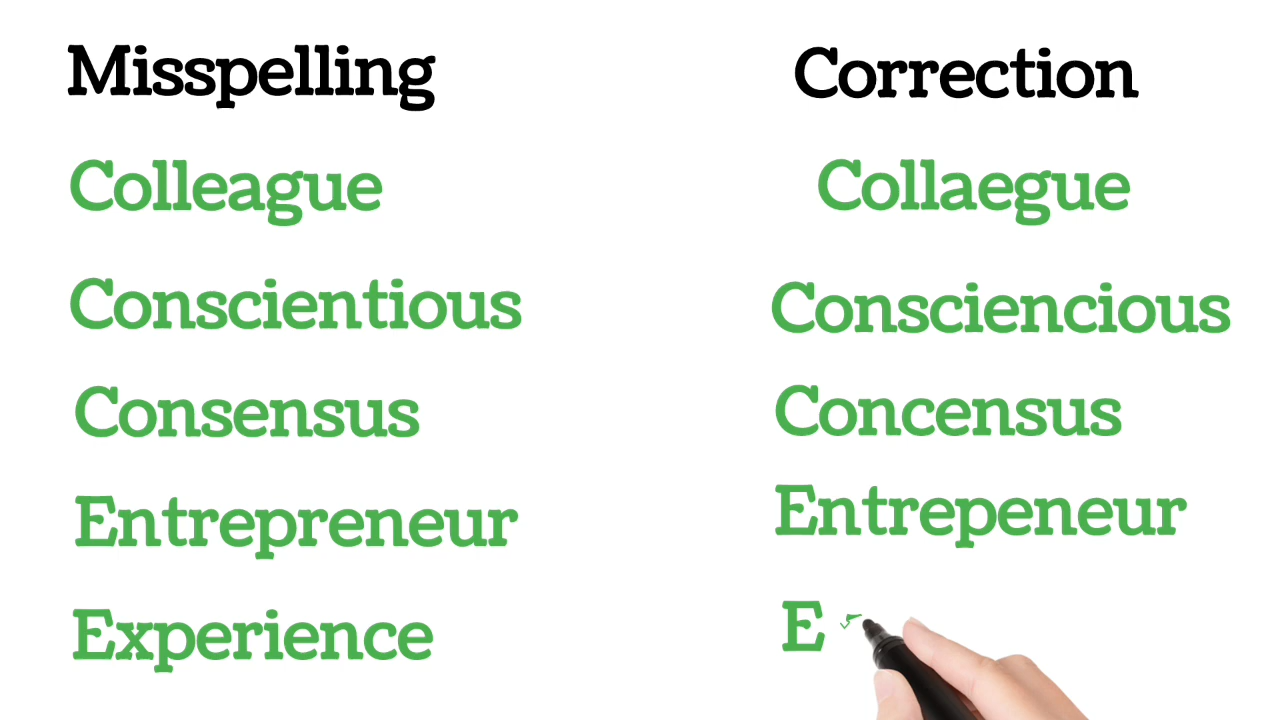 Misspelling Correction
Colleague Collaegue
Conscientious Consciencious
Consensus Concensus
Entrepreneur Entrepeneur
Experience E